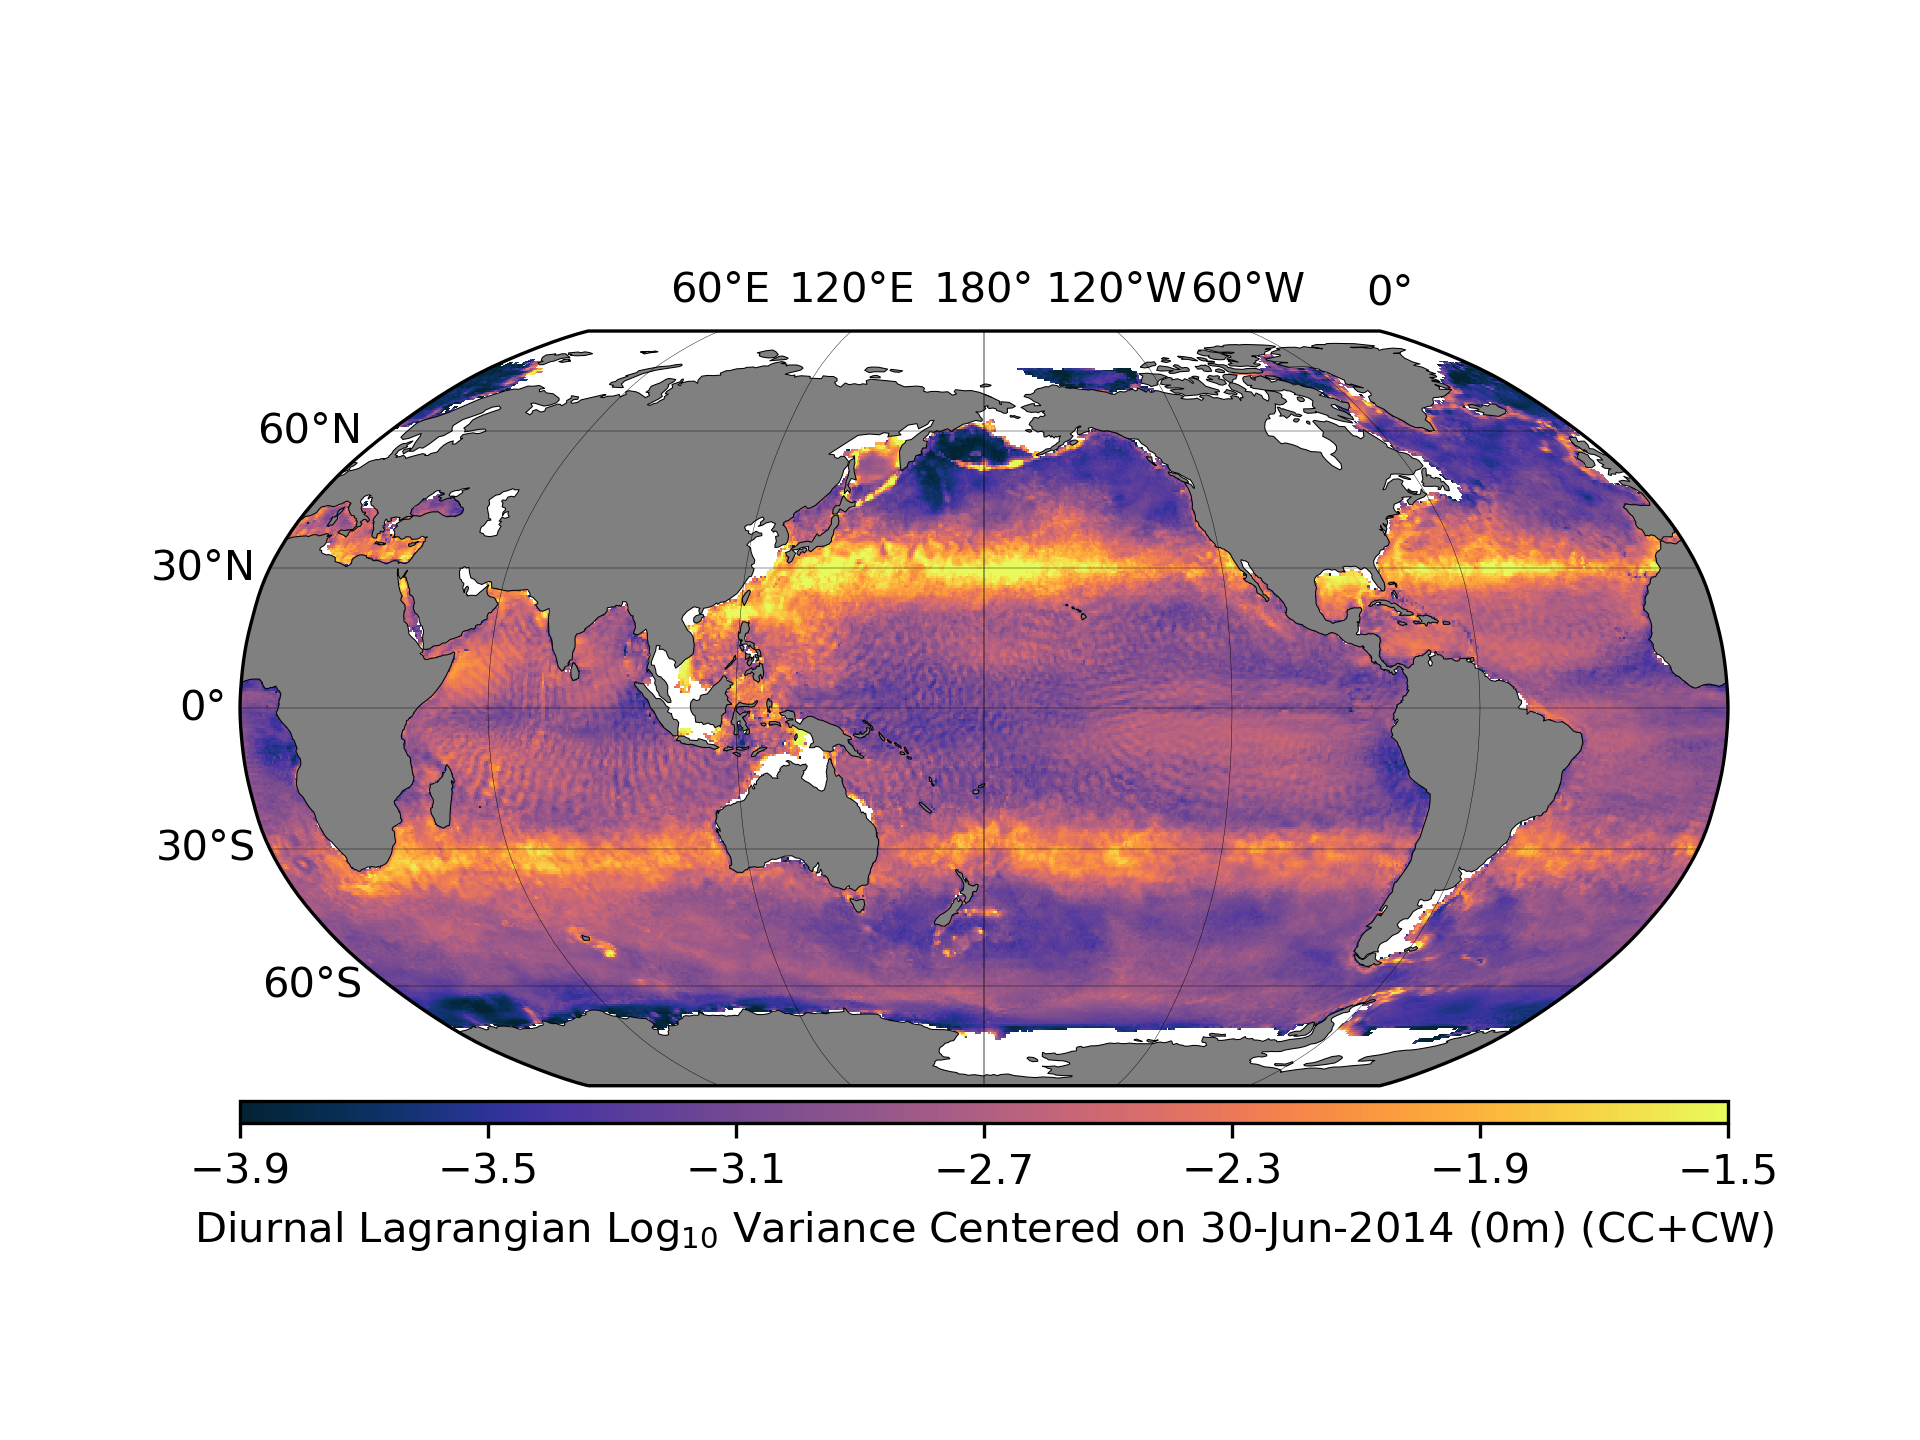 60°E 120°E 180° 120°W 60°W 0°
60°N
30°N
0°
30°S
60°S
−3.9 −3.5 −3.1 −2.7 −2.3 −1.9 −1.5
Diurnal Lagrangian Log₁₀ Variance Centered on 30-Jun-2014 (0m) (CC+CW)